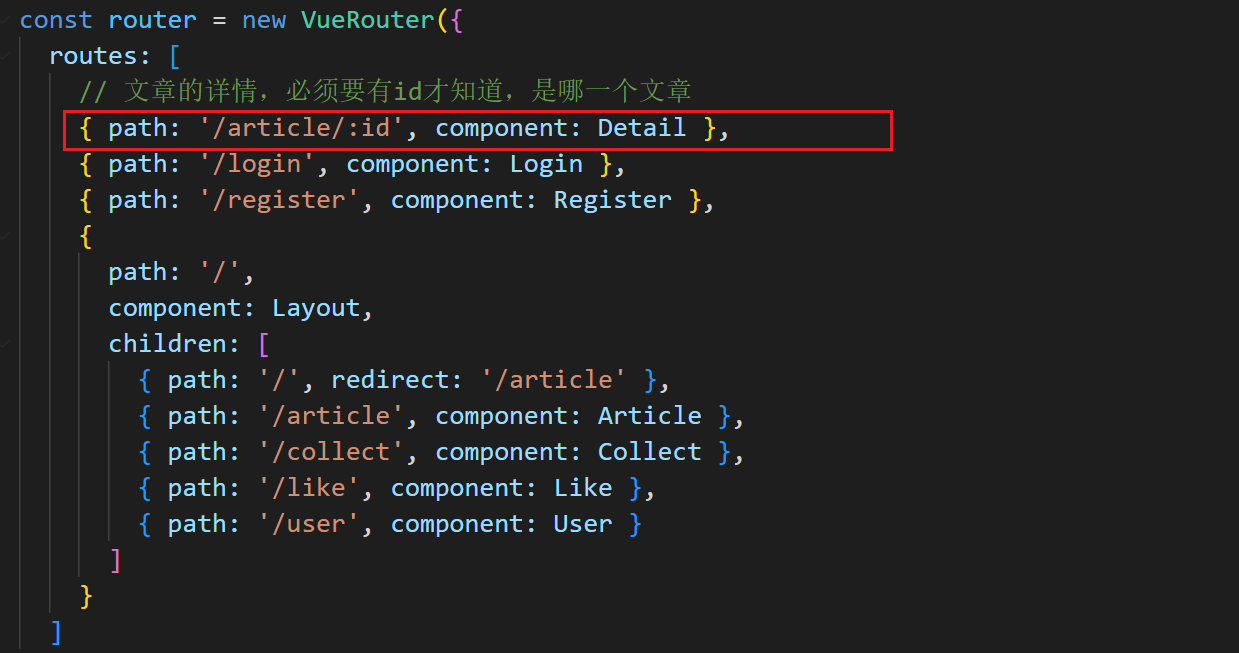 const router = new VueRouter({
routes: [
// 文章的详情，必须要有id才知道，是哪一个文章
{ path: '/article/:id', component: Detail },
{ path: '/login', component: Login },
{ path: '/register', component: Register },
{
path: '/',
component: Layout,
children: [
{ path: '/', redirect: '/article' },
{ path: '/article', component: Article },
{ path: '/collect', component: Collect },
{ path: '/like', component: Like },
{ path: '/user', component: User }
]
}
]